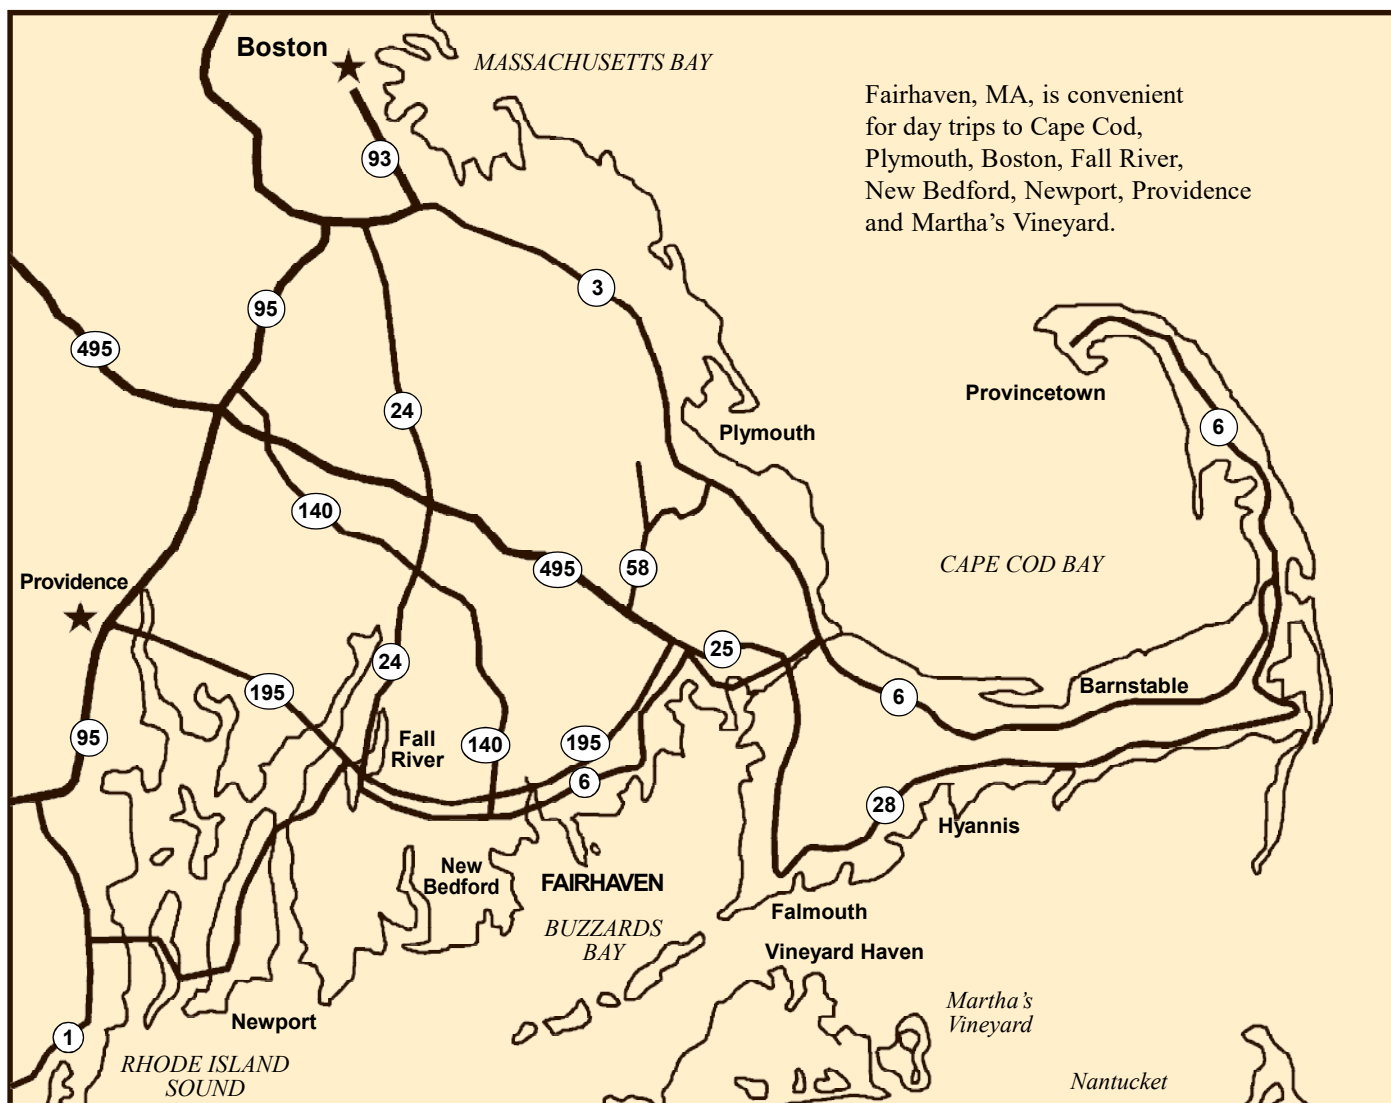 Boston
MASSACHUSETTS BAY
Fairhaven, MA, is convenient
for day trips to Cape Cod,
Plymouth, Boston, Fall River,
New Bedford, Newport, Providence
and Martha's Vineyard.
93
3
95
495
Provincetown
24
6
Plymouth
140
495
58
CAPE COD BAY
Providence
25
24
195
6
Barnstable
95
Fall
River
140
195
6
28
Hyannis
New
Bedford
FAIRHAVEN
Falmouth
BUZZARDS
BAY
Vineyard Haven
Newport
Martha's
Vineyard
1
RHODE ISLAND
SOUND
Nantucket